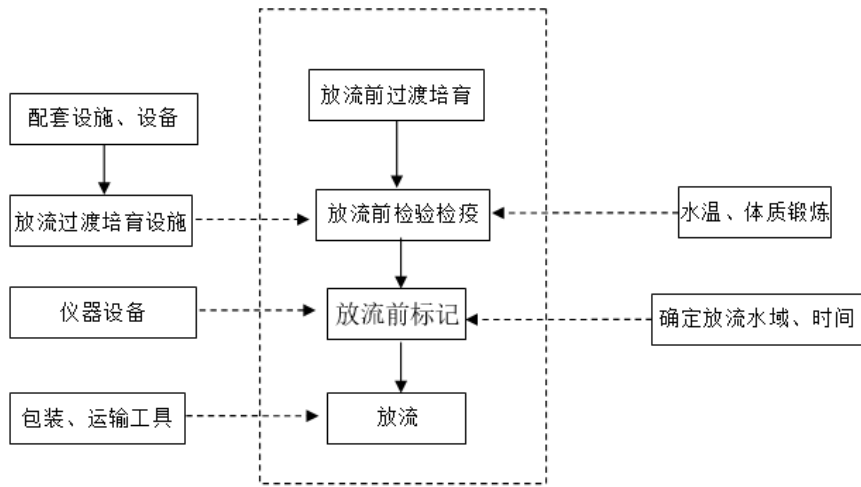 放流前过渡培育
配套设施、设备
放流过渡培育设施
放流前检验检疫
水温、体质锻炼
仪器设备
放流前标记
确定放流水域、时间
包装、运输工具
放流